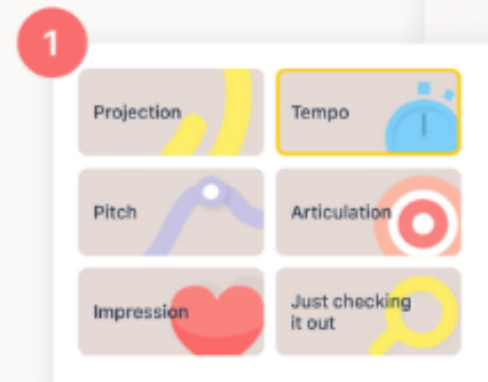 1
Projection
Tempo
Pitch
Articulation
Impression
Just checking
it out